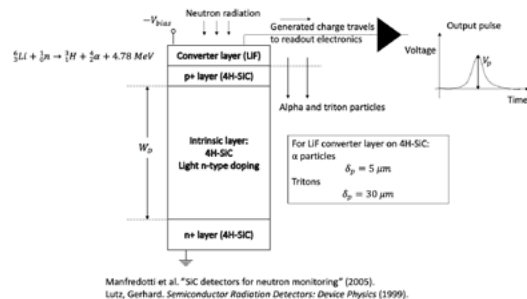 −V_bias
Neutron radiation
Generated charge travels
to readout electronics
Output pulse
Voltage
V_p
Time
⁶₃Li + ¹₀n → ³₁H + ⁴₂α + 4.78 MeV
Converter layer (LiF)
p+ layer (4H-SiC)
Alpha and triton particles
W_D
Intrinsic layer:
4H-SiC
Light n-type doping
For LiF converter layer on 4H-SiC:
α particles
δ_p = 5 μm
Tritons
δ_p = 30 μm
n+ layer (4H-SiC)
Manfredotti et al. "SiC detectors for neutron monitoring" (2005).
Lutz, Gerhard. Semiconductor Radiation Detectors: Device Physics (1999).